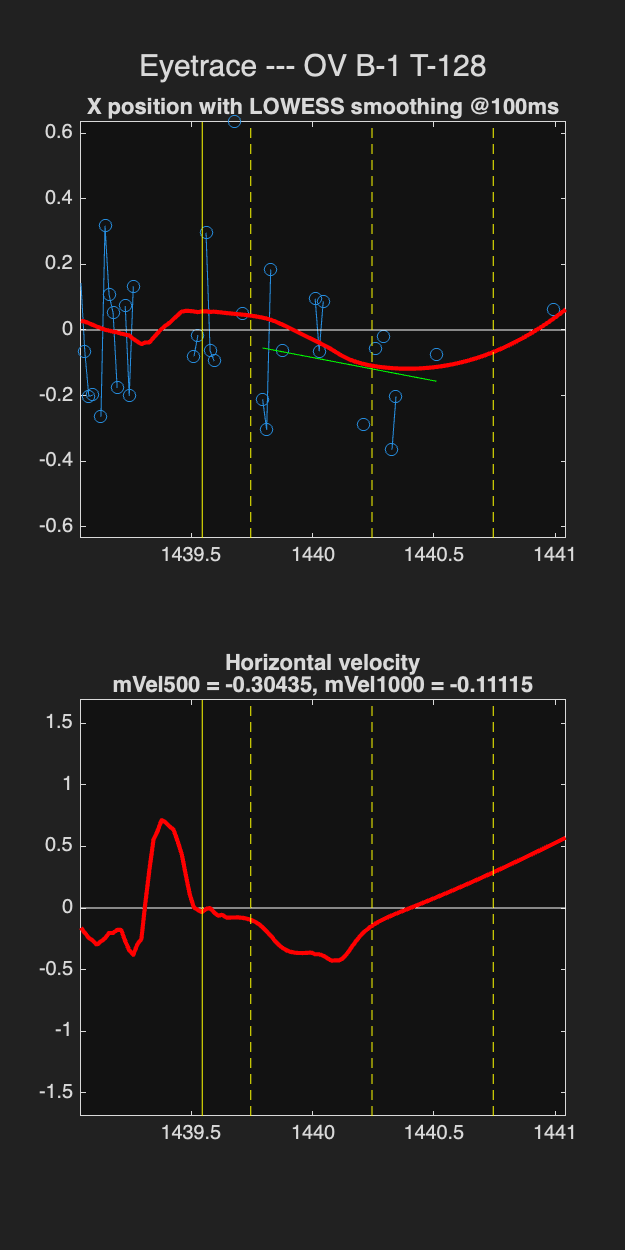 Eyetrace --- OV B-1 T-128
X position with LOWESS smoothing @100ms
0.6
0.4
0.2
0
-0.2
-0.4
-0.6
1439.5 1440 1440.5 1441
Horizontal velocity
mVel500 = -0.30435, mVel1000 = -0.11115
1.5
1
0.5
0
-0.5
-1
-1.5
1439.5 1440 1440.5 1441